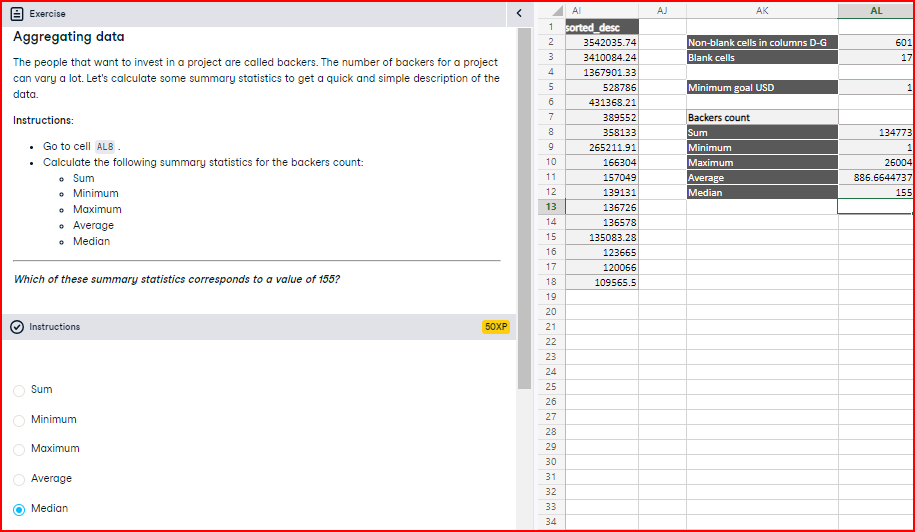 Exercise
Aggregating data
The people that want to invest in a project are called backers. The number of backers for a project
can vary a lot. Let's calculate some summary statistics to get a quick and simple description of the
data.
Instructions:
• Go to cell AL8 .
• Calculate the following summary statistics for the backers count:
Sum
Minimum
Maximum
Average
Median
Which of these summary statistics corresponds to a value of 155?
Instructions
50XP
Sum
Minimum
Maximum
Average
Median
AI AJ AK AL
1 sorted_desc
2 3542035.74 Non-blank cells in columns D-G 601
3 3410084.24 Blank cells 17
4 1367901.33
5 528786 Minimum goal USD 1
6 431368.21
7 389552 Backers count
8 358133 Sum 134773
9 265211.91 Minimum 1
10 166304 Maximum 26004
11 157049 Average 886.6644737
12 139131 Median 155
13 136726
14 136578
15 135083.28
16 123665
17 120066
18 109565.5
19
20
21
22
23
24
25
26
27
28
29
30
31
32
33
34